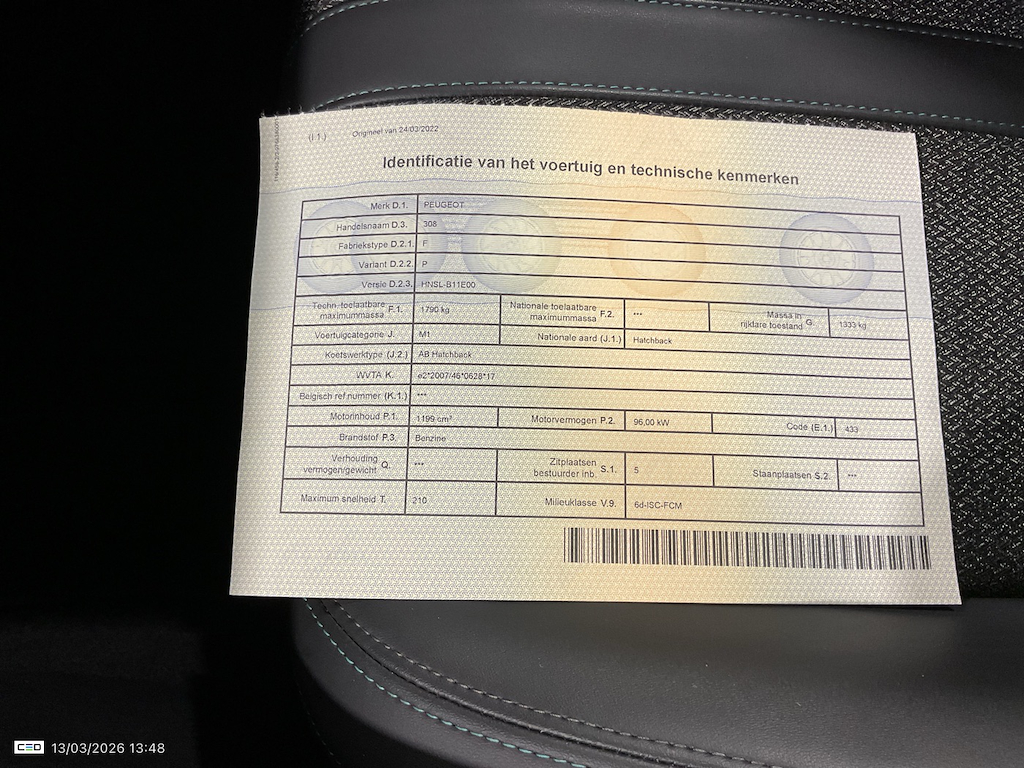 (I 1.)
Origineel van 24/03/2022
Identificatie van het voertuig en technische kenmerken
Merk D.1. PEUGEOT
Handelsnaam D.3. 308
Fabriekstype D.2.1. F
Variant D.2.2. P
Versie D.2.3. HNSL-B11E00
Techn. toelaatbare maximummassa F.1. 1790 kg Nationale toelaatbare maximummassa F.2. *** Massa in rijklare toestand G. 1333 kg
Voertuigcategorie J. M1 Nationale aard (J.1.) Hatchback
Koetswerktype (J.2.) AB Hatchback
WVTA K. e2*2007/46*0628*17
Belgisch ref nummer (K.1.) ***
Motorinhoud P.1. 1199 cm³ Motorvermogen P.2. 96,00 kW Code (E.1.) 433
Brandstof P.3. Benzine
Verhouding vermogen/gewicht Q. *** Zitplaatsen bestuurder inb. S.1. 5 Staanplaatsen S.2. ***
Maximum snelheid T. 210 Milieuklasse V.9. 6d-ISC-FCM
CEO 13/03/2026 13:48